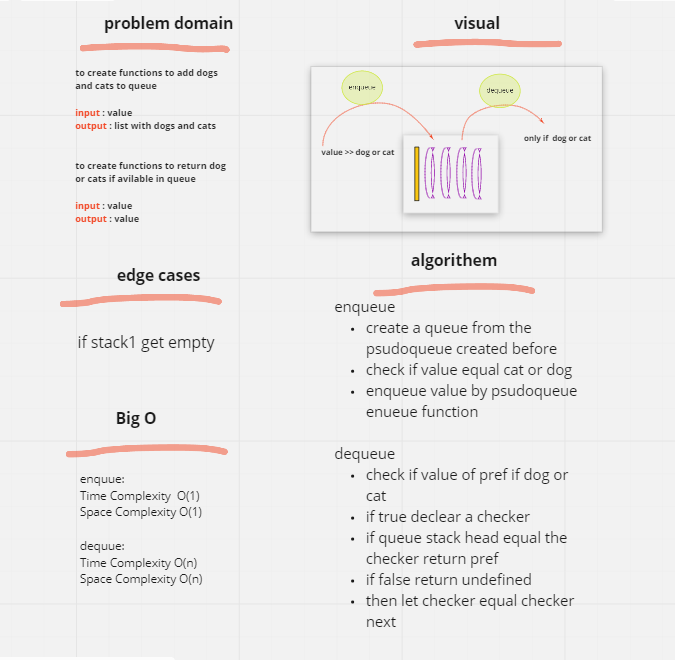 problem domain
to create functions to add dogs
and cats to queue
input : value
output : list with dogs and cats
to create functions to return dog
or cats if avilable in queue
input : value
output : value
visual
enqueue
dequeue
value >> dog or cat
only if  dog or cat
edge cases
if stack1 get empty
Big O
enquue:
Time Complexity  O(1)
Space Complexity O(1)
dequue:
Time Complexity O(n)
Space Complexity O(n)
algorithem
enqueue
• create a queue from the
psudoqueue created before
• check if value equal cat or dog
• enqueue value by psudoqueue
enueue function
dequeue
• check if value of pref if dog or
cat
• if true declear a checker
• if queue stack head equal the
checker return pref
• if false return undefined
• then let checker equal checker
next